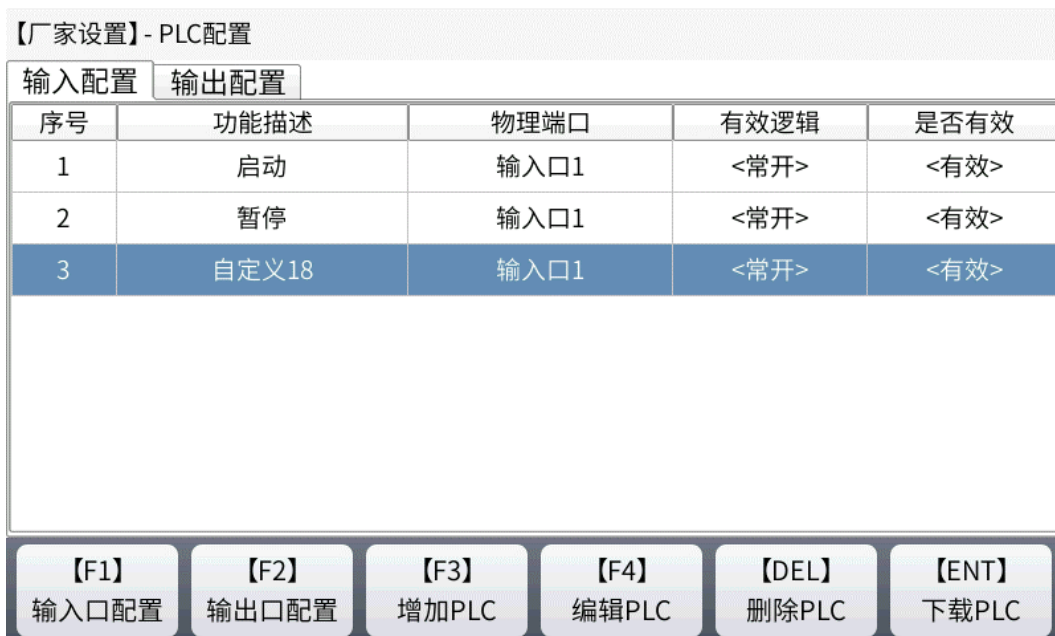 【厂家设置】- PLC配置
输入配置 输出配置
序号 功能描述 物理端口 有效逻辑 是否有效
1 启动 输入口1 <常开> <有效>
2 暂停 输入口1 <常开> <有效>
3 自定义18 输入口1 <常开> <有效>
【F1】 【F2】 【F3】 【F4】 【DEL】 【ENT】
输入口配置 输出口配置 增加PLC 编辑PLC 删除PLC 下载PLC